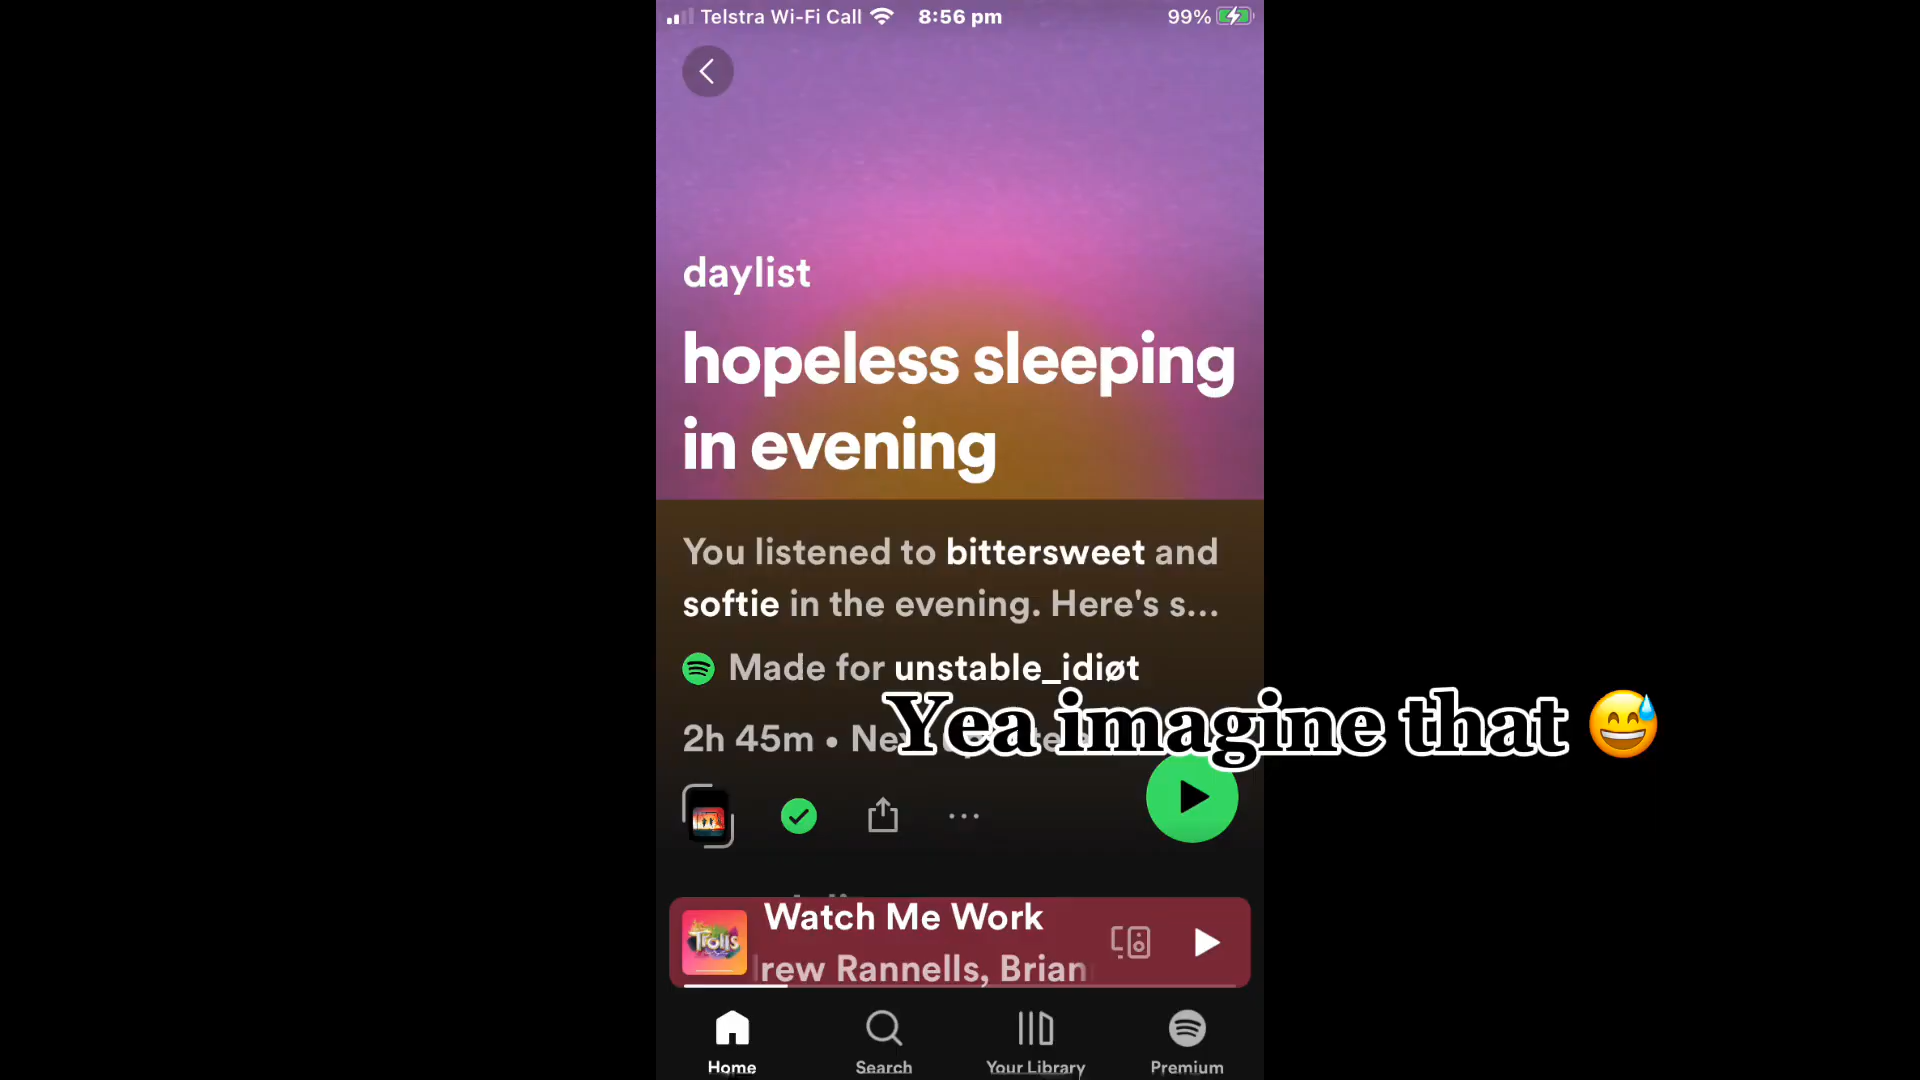 Telstra Wi-Fi Call 8:56 pm 99%
daylist
hopeless sleeping
in evening
You listened to bittersweet and
softie in the evening. Here's s...
Made for unstable_idiøt
Yea imagine that 😅
2h 45m •
Trolls
Watch Me Work
rew Rannells, Brian
Home Search Your Library Premium